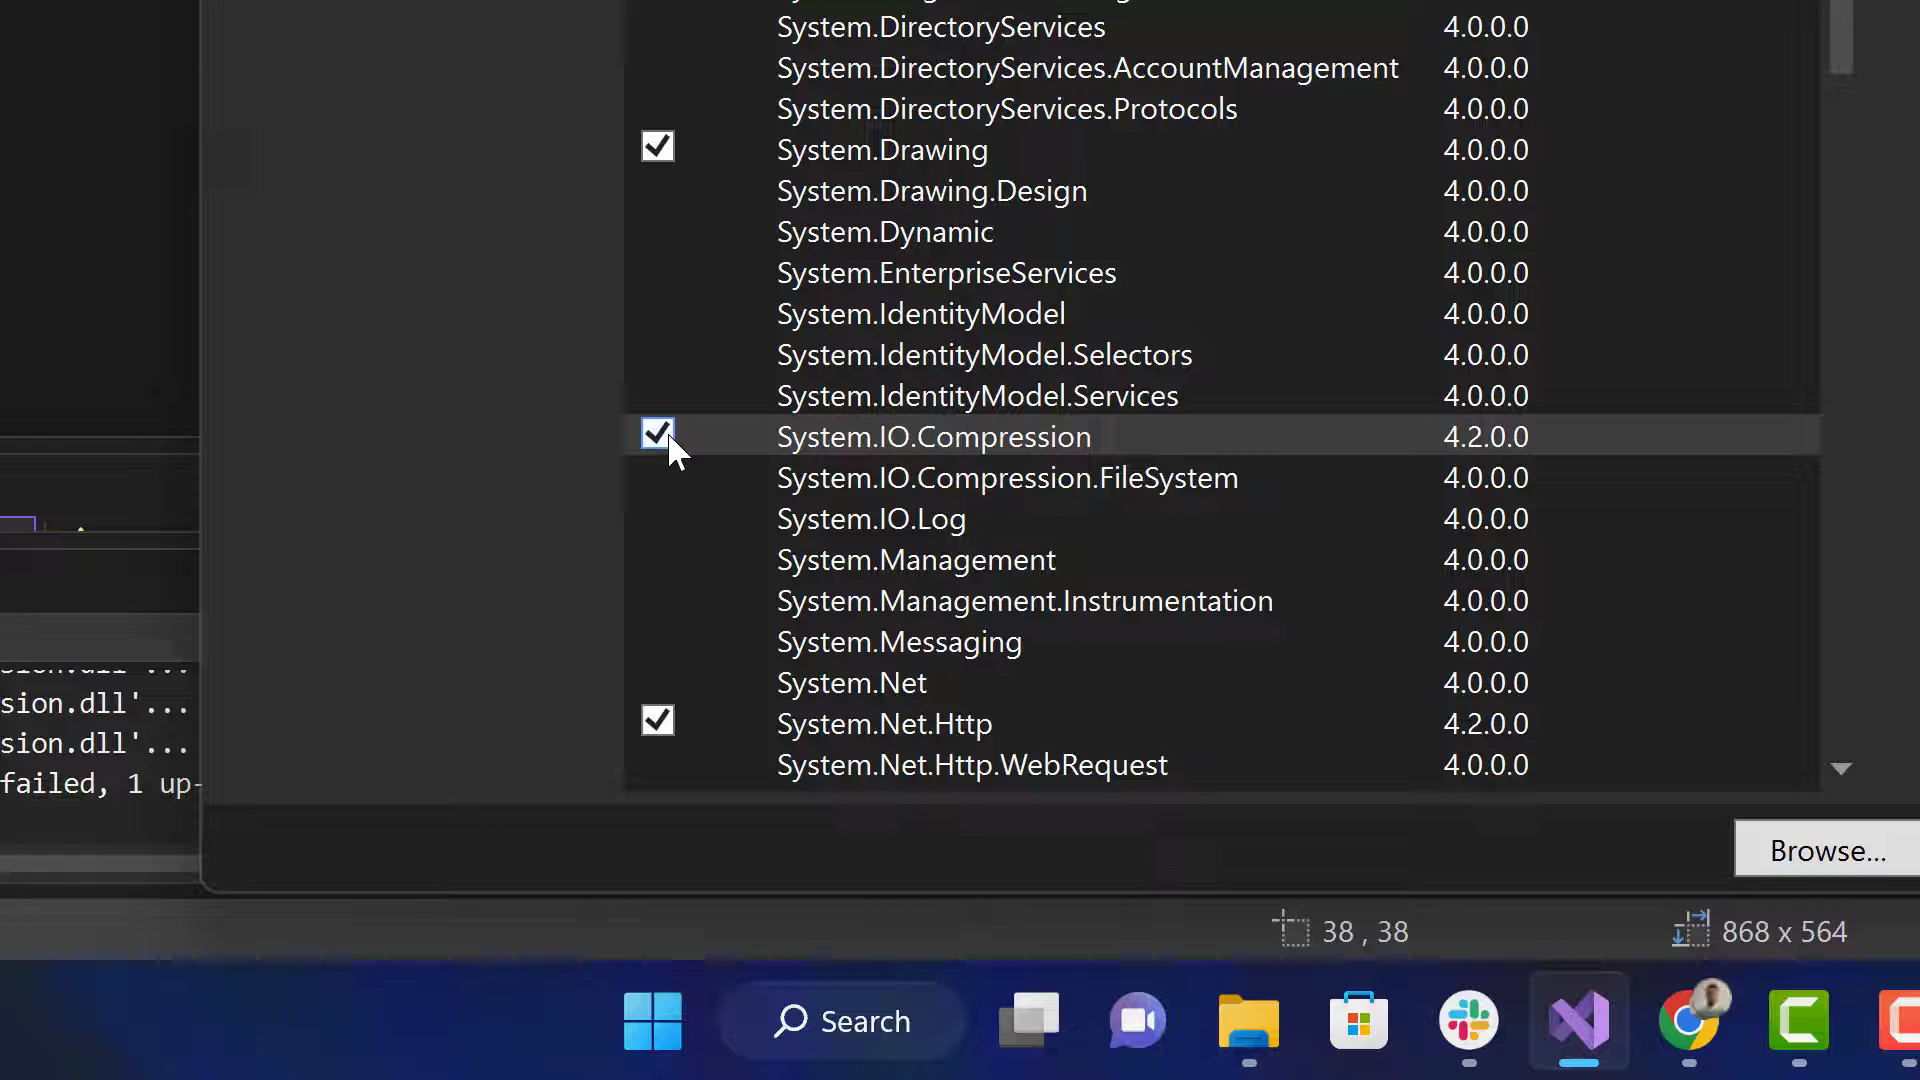 System.DirectoryServices 4.0.0.0
System.DirectoryServices.AccountManagement 4.0.0.0
System.DirectoryServices.Protocols 4.0.0.0
System.Drawing 4.0.0.0
System.Drawing.Design 4.0.0.0
System.Dynamic 4.0.0.0
System.EnterpriseServices 4.0.0.0
System.IdentityModel 4.0.0.0
System.IdentityModel.Selectors 4.0.0.0
System.IdentityModel.Services 4.0.0.0
System.IO.Compression 4.2.0.0
System.IO.Compression.FileSystem 4.0.0.0
System.IO.Log 4.0.0.0
System.Management 4.0.0.0
System.Management.Instrumentation 4.0.0.0
System.Messaging 4.0.0.0
System.Net 4.0.0.0
System.Net.Http 4.2.0.0
System.Net.Http.WebRequest 4.0.0.0
sion.dll'...
sion.dll'...
failed, 1 up-
Browse...
38 , 38
868 x 564
Search